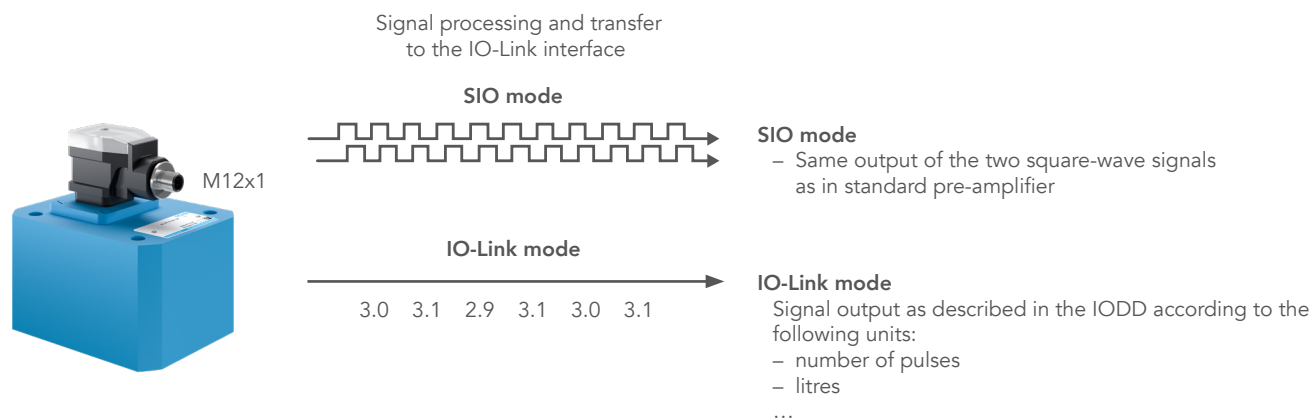 Signal processing and transfer
to the IO-Link interface
SIO mode
M12x1
SIO mode
– Same output of the two square-wave signals
as in standard pre-amplifier
IO-Link mode
3.0 3.1 2.9 3.1 3.0 3.1
IO-Link mode
Signal output as described in the IODD according to the
following units:
– number of pulses
– litres
…